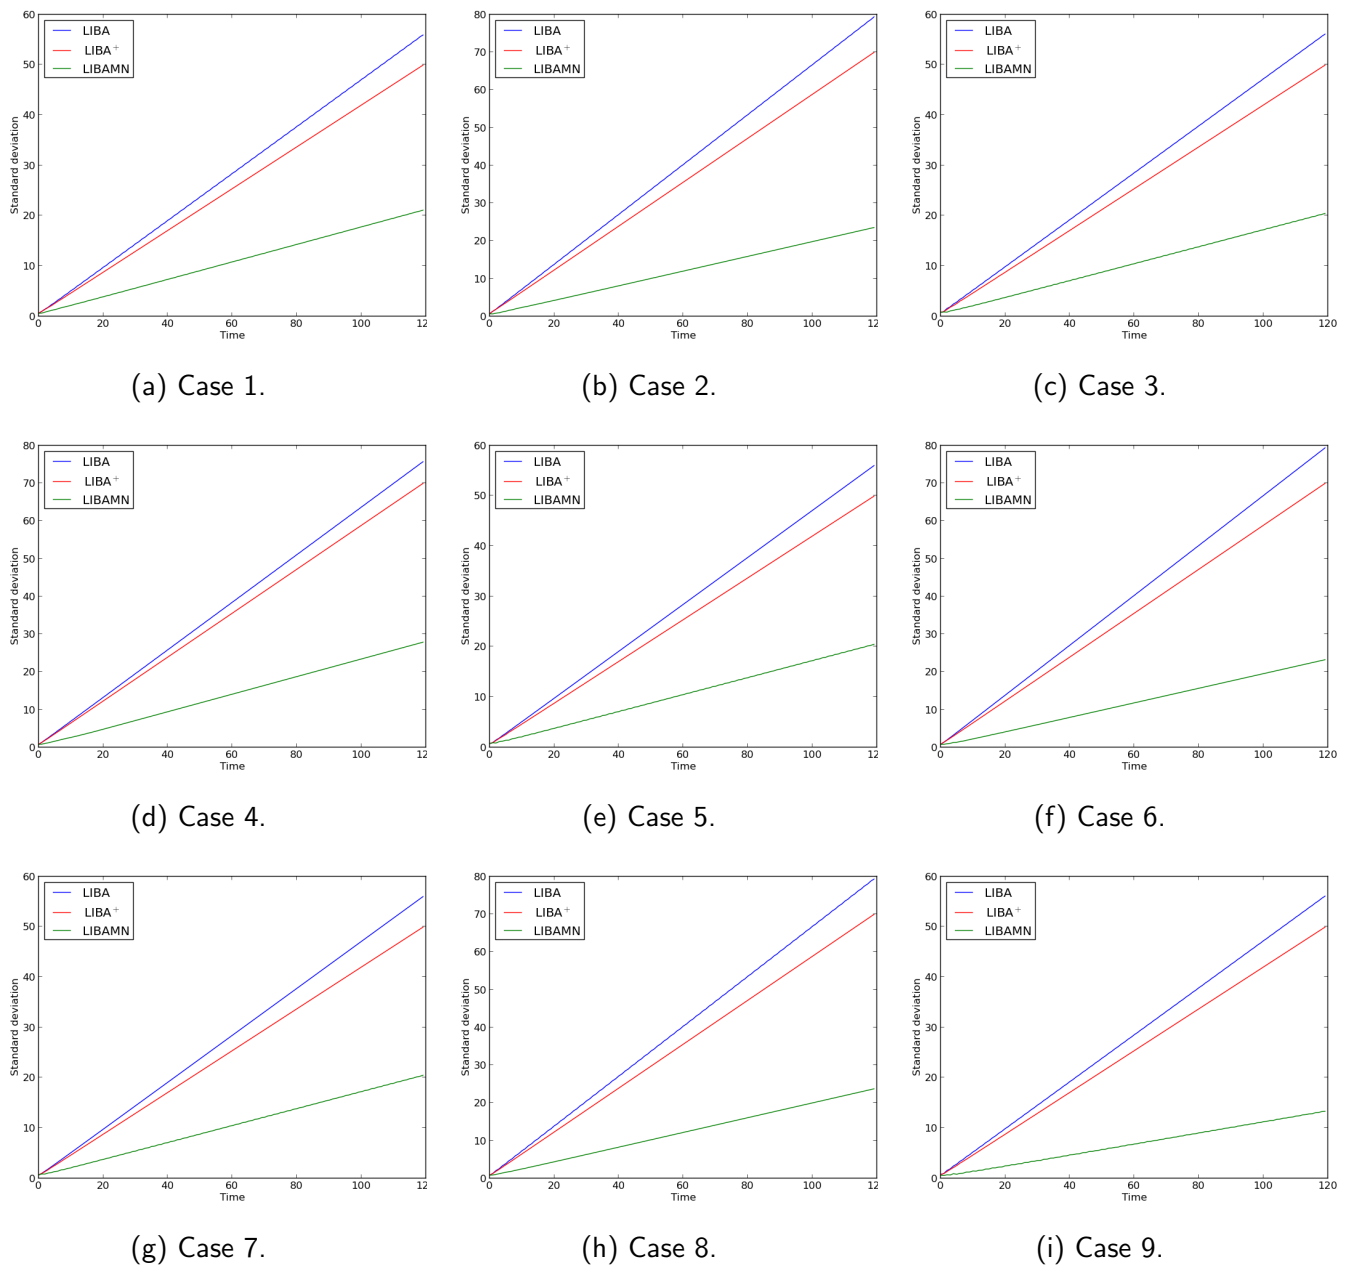 60
50
40
30
20
10
0
Standard deviation
LIBA
LIBA+
LIBAMN
0 20 40 60 80 100 12
Time
(a) Case 1.
80
70
60
50
40
30
20
10
0
Standard deviation
LIBA
LIBA+
LIBAMN
0 20 40 60 80 100 12
Time
(b) Case 2.
60
50
40
30
20
10
0
Standard deviation
LIBA
LIBA+
LIBAMN
0 20 40 60 80 100 120
Time
(c) Case 3.
80
70
60
50
40
30
20
10
0
Standard deviation
LIBA
LIBA+
LIBAMN
0 20 40 60 80 100 120
Time
(d) Case 4.
60
50
40
30
20
10
0
Standard deviation
LIBA
LIBA+
LIBAMN
0 20 40 60 80 100 12
Time
(e) Case 5.
80
70
60
50
40
30
20
10
0
Standard deviation
LIBA
LIBA+
LIBAMN
0 20 40 60 80 100 120
Time
(f) Case 6.
60
50
40
30
20
10
0
Standard deviation
LIBA
LIBA+
LIBAMN
0 20 40 60 80 100 12
Time
(g) Case 7.
80
70
60
50
40
30
20
10
0
Standard deviation
LIBA
LIBA+
LIBAMN
0 20 40 60 80 100 12
Time
(h) Case 8.
60
50
40
30
20
10
0
Standard deviation
LIBA
LIBA+
LIBAMN
0 20 40 60 80 100 120
Time
(i) Case 9.